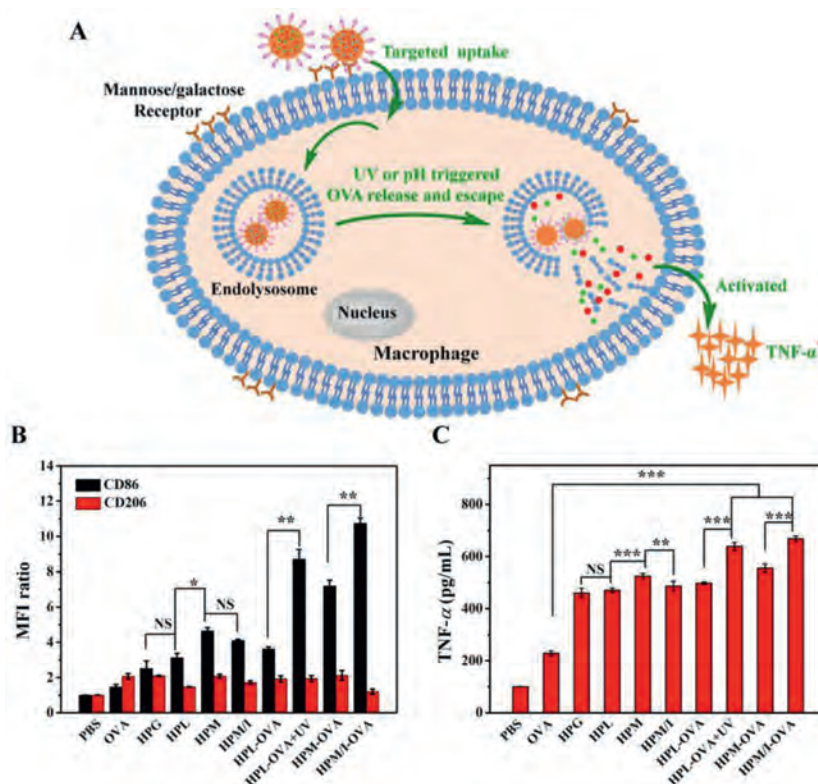 A
Targeted uptake
Mannose/galactose
Receptor
UV or pH triggered
OVA release and escape
Endolysosome
Nucleus
Macrophage
Activated
TNF-α
B
14
12
10
8
6
4
2
0
MFI ratio
CD86
CD206
NS
*
NS
**
**
PBS
OVA
HPG
HPL
HPM
HPM/I
HPL-OVA
HPL-OVA+UV
HPM-OVA
HPM/I-OVA
C
800
600
400
200
0
TNF-α (pg/mL)
***
NS
***
**
***
***
PBS
OVA
HPG
HPL
HPM
HPM/I
HPL-OVA
HPL-OVA+UV
HPM-OVA
HPM/I-OVA